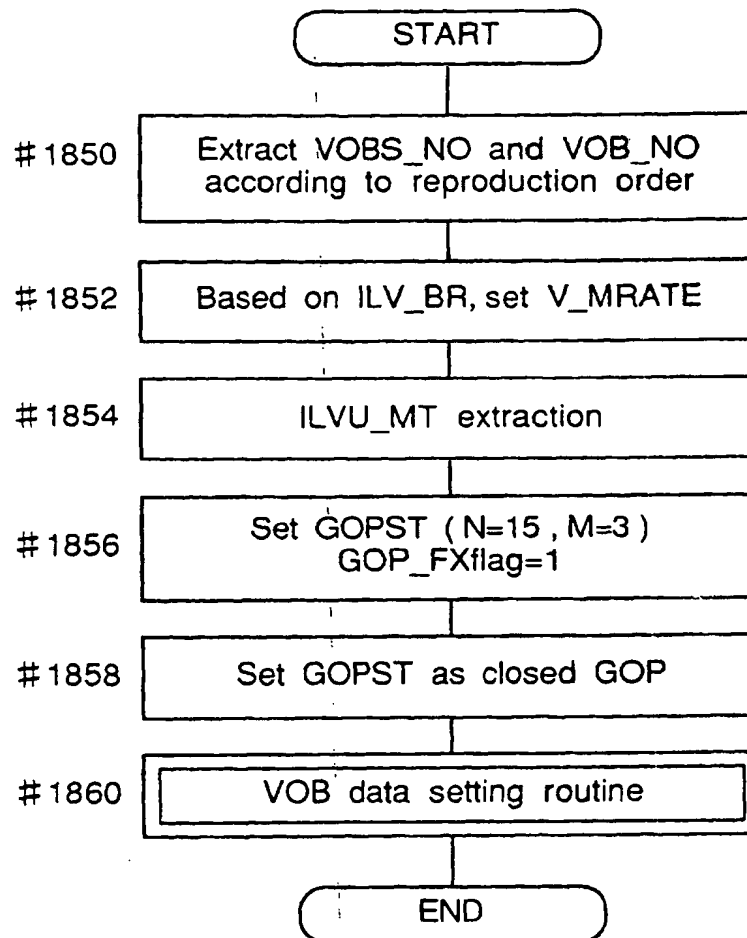 START
#1850
Extract VOBS_NO and VOB_NO
according to reproduction order
#1852
Based on ILV_BR, set V_MRATE
#1854
ILVU_MT extraction
#1856
Set GOPST (N=15, M=3)
GOP_FXflag=1
#1858
Set GOPST as closed GOP
#1860
VOB data setting routine
END